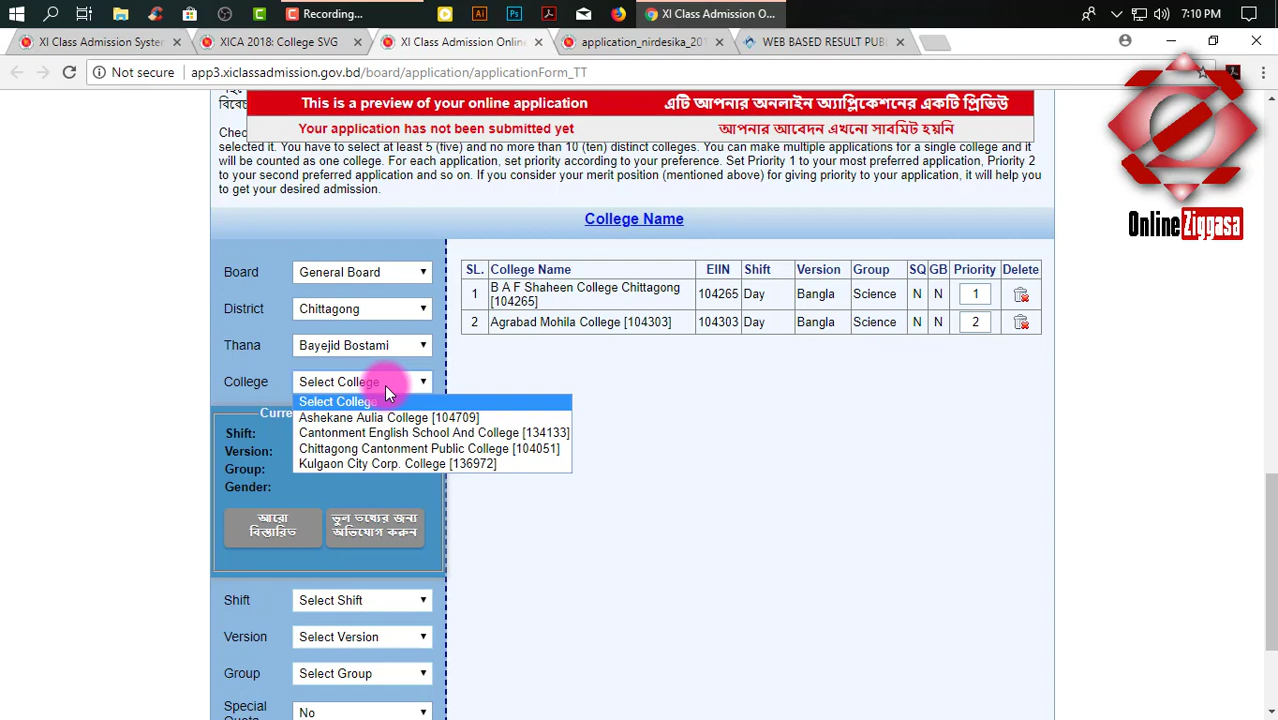 Recording...
XI Class Admission O...
7:10 PM
XI Class Admission Syster
XICA 2018: College SVG
XI Class Admission Online
application_nirdesika_201
WEB BASED RESULT PUBL
Not secure
app3.xiclassadmission.gov.bd/board/application/applicationForm_TT
This is a preview of your online application
এটি আপনার অনলাইন অ্যাপ্লিকেশনের একটি প্রিভিউ
Your application has not been submitted yet
আপনার আবেদন এখনো সাবমিট হয়নি
selected it. You have to select at least 5 (five) and no more than 10 (ten) distinct colleges. You can make multiple applications for a single college and it
will be counted as one college. For each application, set priority according to your preference. Set Priority 1 to your most preferred application, Priority 2
to your second preferred application and so on. If you consider your merit position (mentioned above) for giving priority to your application, it will help you
to get your desired admission.
OnlineZiggasa
College Name
Board General Board
District Chittagong
Thana Bayejid Bostami
College Select College
Select College
Ashekane Aulia College [104709]
Cantonment English School And College [134133]
Chittagong Cantonment Public College [104051]
Kulgaon City Corp. College [136972]
Curre
Shift:
Version:
Group:
Gender:
আরো
বিস্তারিত
ভুল তথ্যের জন্য
অভিযোগ করুন
Shift Select Shift
Version Select Version
Group Select Group
Special
No
SL. College Name EIIN Shift Version Group SQ GB Priority Delete
1 B A F Shaheen College Chittagong
[104265] 104265 Day Bangla Science N N 1
2 Agrabad Mohila College [104303] 104303 Day Bangla Science N N 2